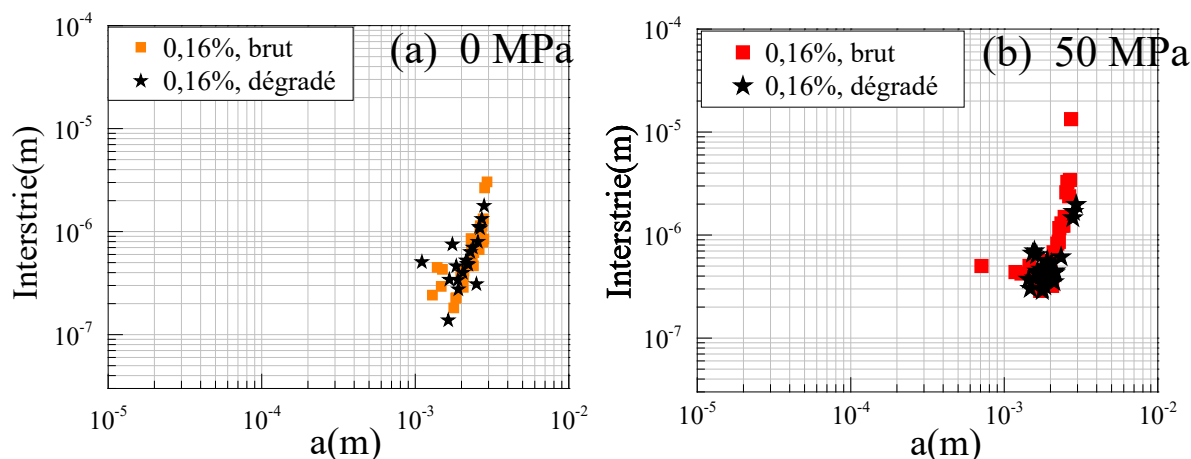 10^-4
0,16%, brut
(a) 0 MPa
0,16%, dégradé
10^-5
Interstrie(m)
10^-6
10^-7
10^-5
10^-4
10^-3
10^-2
a(m)
10^-4
0,16%, brut
(b) 50 MPa
0,16%, dégradé
10^-5
Interstrie(m)
10^-6
10^-7
10^-5
10^-4
10^-3
10^-2
a(m)